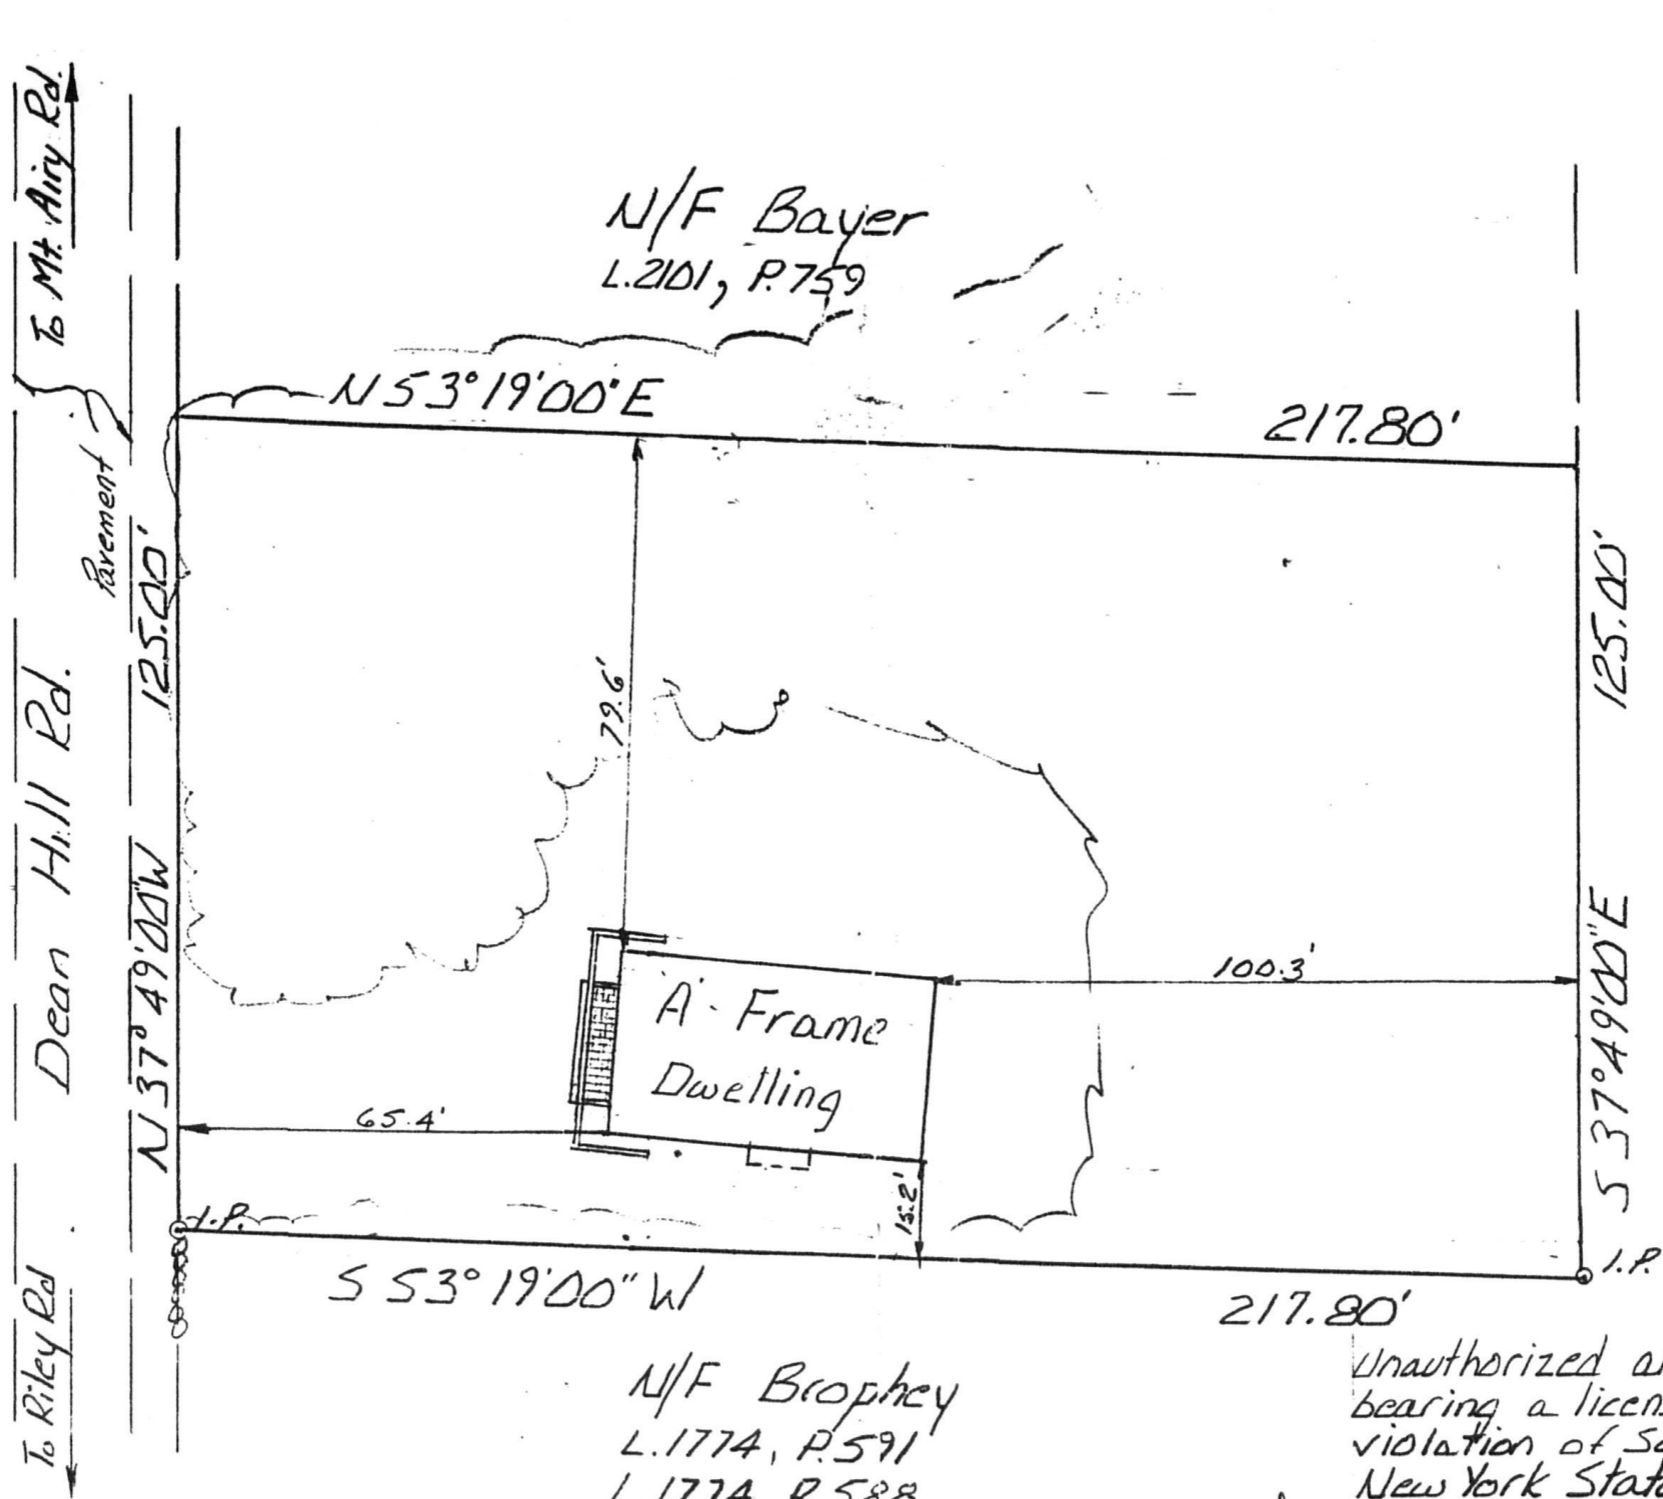 To Mt. Airy Rd.
N/F Bayer
L.2101, P.759
N 53° 19' 00" E
217.80'
Pavement
125.00'
125.00'
79.6'
Dean Hill Rd.
N 37° 49' 00" W
S 37° 49' 00" E
'A'-Frame
Dwelling
100.3'
65.4'
15.2'
I.P.
I.P.
S 53° 19' 00" W
217.80'
To Riley Rd
N/F Brophey
L.1774, P.591
L.1774, P.588
Unauthorized
bearing a
violation of
New York